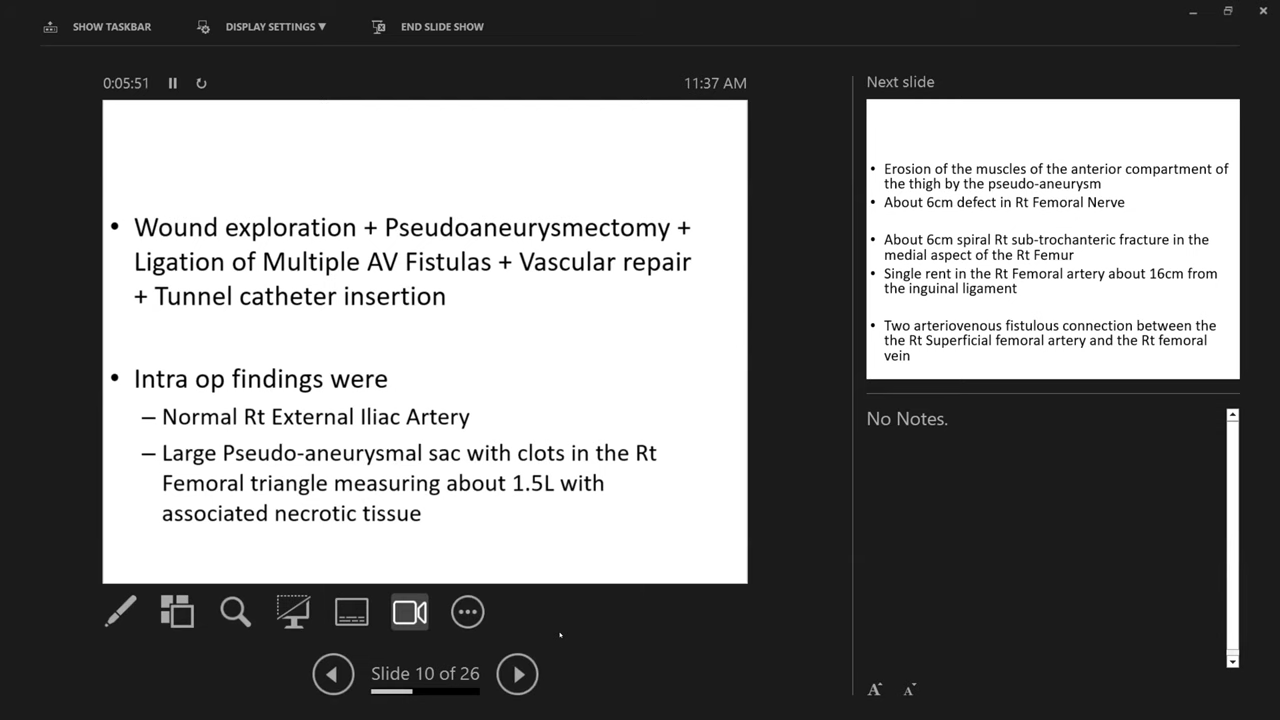 SHOW TASKBAR
DISPLAY SETTINGS ▼
END SLIDE SHOW
0:05:51
11:37 AM
• Wound exploration + Pseudoaneurysmectomy +
Ligation of Multiple AV Fistulas + Vascular repair
+ Tunnel catheter insertion
• Intra op findings were
– Normal Rt External Iliac Artery
– Large Pseudo-aneurysmal sac with clots in the Rt
Femoral triangle measuring about 1.5L with
associated necrotic tissue
Slide 10 of 26
Next slide
• Erosion of the muscles of the anterior compartment of
the thigh by the pseudo-aneurysm
• About 6cm defect in Rt Femoral Nerve
• About 6cm spiral Rt sub-trochanteric fracture in the
medial aspect of the Rt Femur
• Single rent in the Rt Femoral artery about 16cm from
the inguinal ligament
• Two arteriovenous fistulous connection between the
the Rt Superficial femoral artery and the Rt femoral
vein
No Notes.
A A